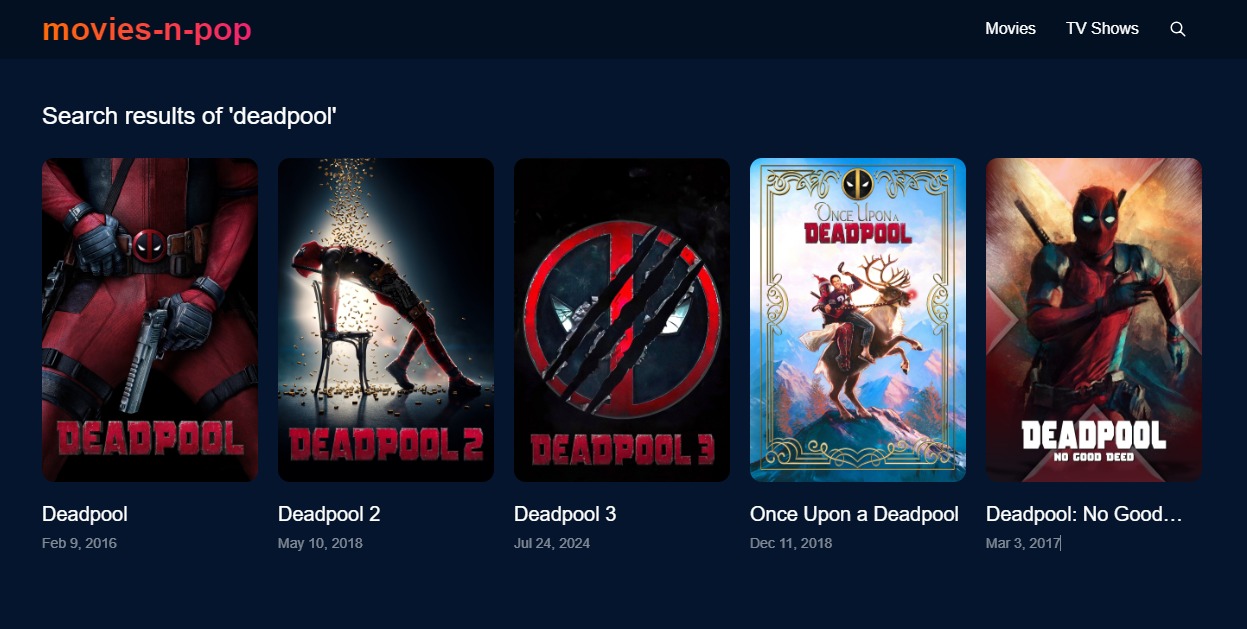 movies-n-pop
Movies
TV Shows
Search results of 'deadpool'
DEADPOOL
DEADPOOL 2
DEADPOOL 3
ONCE UPON A
DEADPOOL
DEADPOOL
NO GOOD DEED
Deadpool
Feb 9, 2016
Deadpool 2
May 10, 2018
Deadpool 3
Jul 24, 2024
Once Upon a Deadpool
Dec 11, 2018
Deadpool: No Good…
Mar 3, 2017